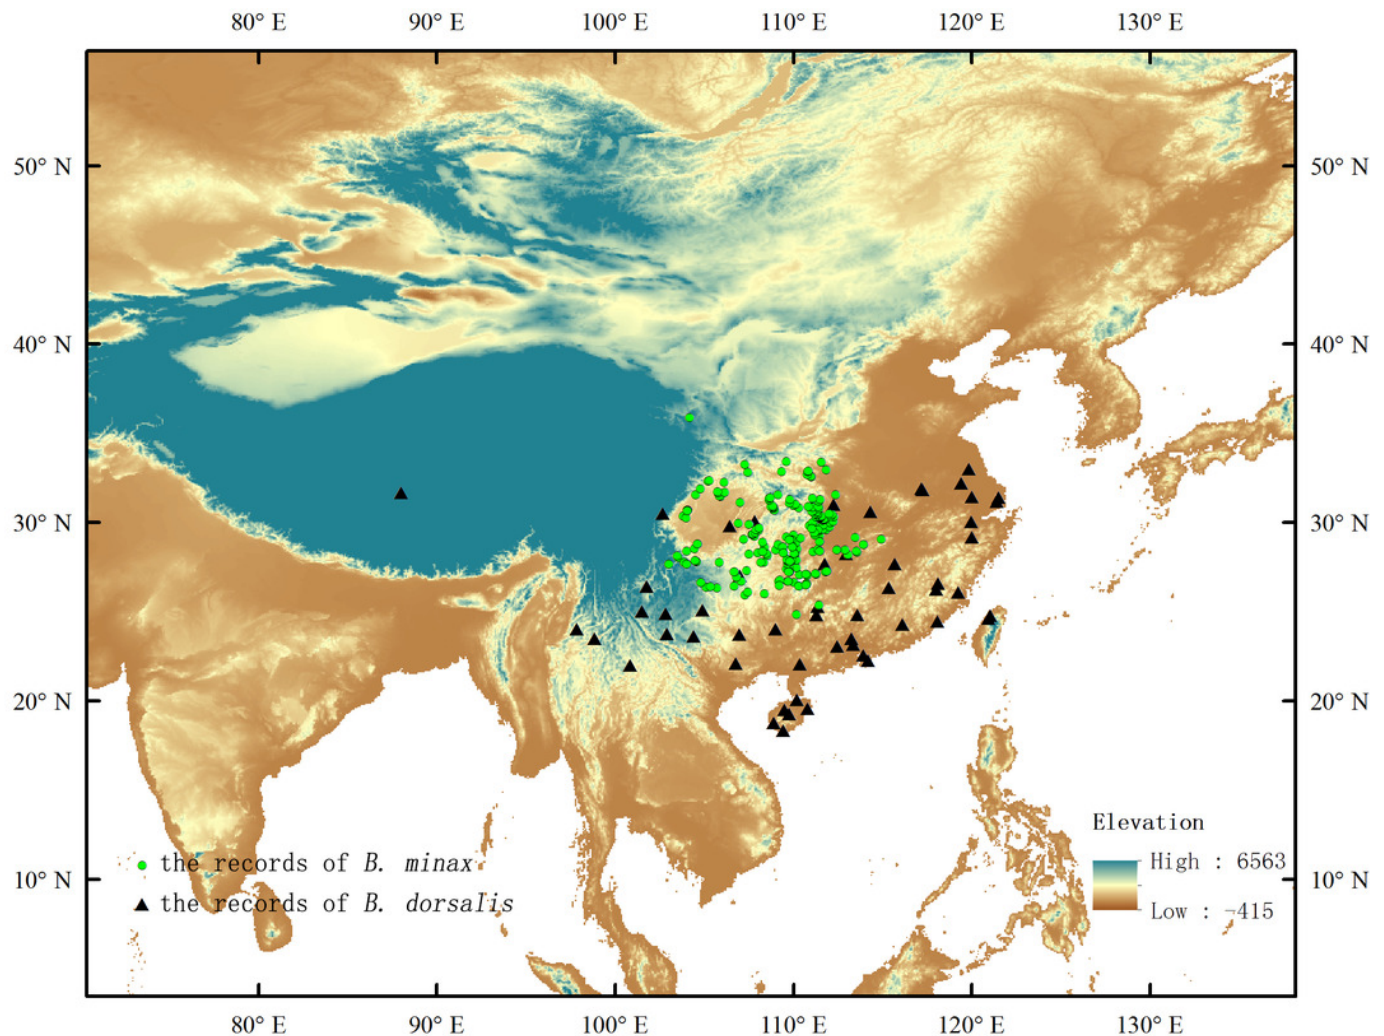 80° E 90° E 100° E 110° E 120° E 130° E
50° N 50° N
40° N 40° N
30° N 30° N
20° N 20° N
Elevation
the records of B. minax High : 6563
10° N 10° N
the records of B. dorsalis Low : -415
80° E 90° E 100° E 110° E 120° E 130° E